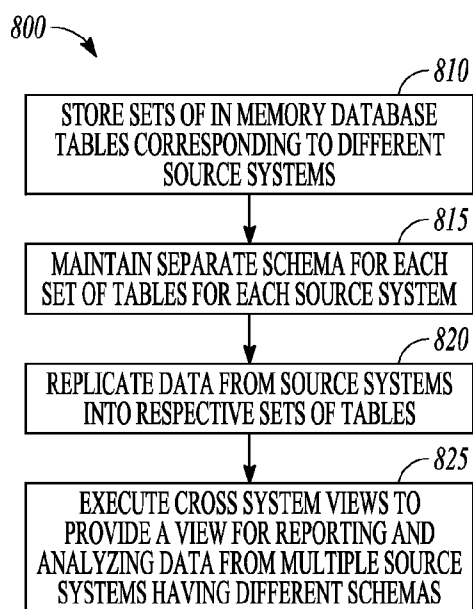 800
810
STORE SETS OF IN MEMORY DATABASE
TABLES CORRESPONDING TO DIFFERENT
SOURCE SYSTEMS
815
MAINTAIN SEPARATE SCHEMA FOR EACH
SET OF TABLES FOR EACH SOURCE SYSTEM
820
REPLICATE DATA FROM SOURCE SYSTEMS
INTO RESPECTIVE SETS OF TABLES
825
EXECUTE CROSS SYSTEM VIEWS TO
PROVIDE A VIEW FOR REPORTING AND
ANALYZING DATA FROM MULTIPLE SOURCE
SYSTEMS HAVING DIFFERENT SCHEMAS